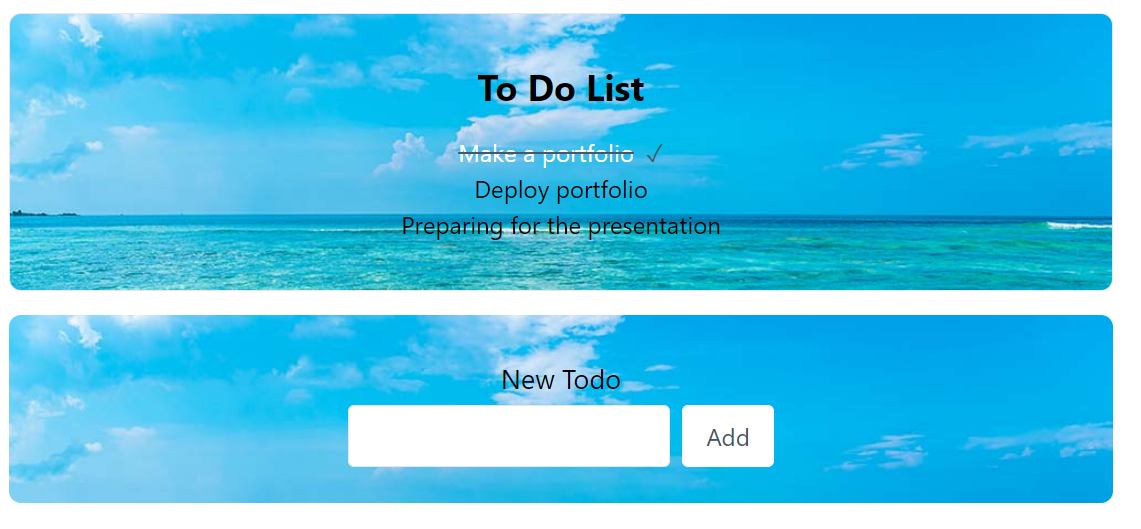 To Do List
Make a portfolio ✓
Deploy portfolio
Preparing for the presentation
New Todo
Add